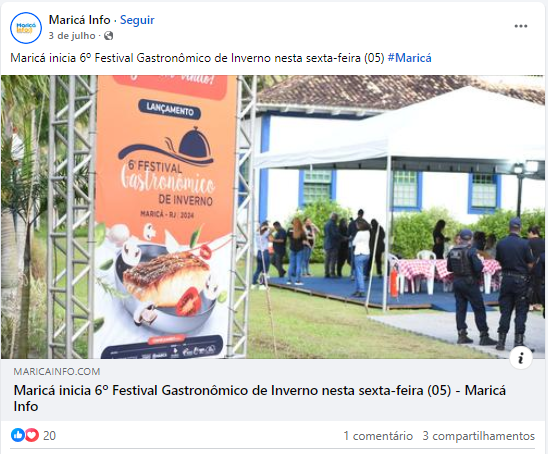 Maricá Info · Seguir
3 de julho ·
Maricá inicia 6º Festival Gastronômico de Inverno nesta sexta-feira (05) #Maricá
LANÇAMENTO
6º FESTIVAL
Gastronômico
DE INVERNO
MARICÁ - RJ | 2024
MARICAINFO.COM
Maricá inicia 6º Festival Gastronômico de Inverno nesta sexta-feira (05) - Maricá
Info
20
1 comentário 3 compartilhamentos